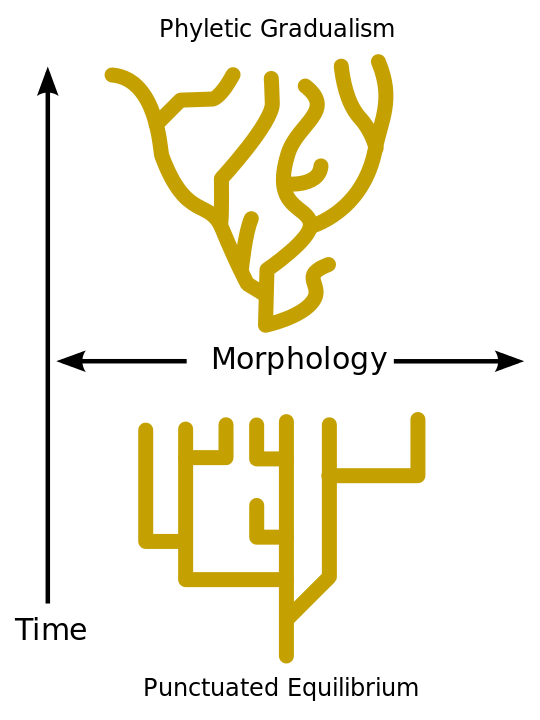 Phyletic Gradualism
Morphology
Time
Punctuated Equilibrium